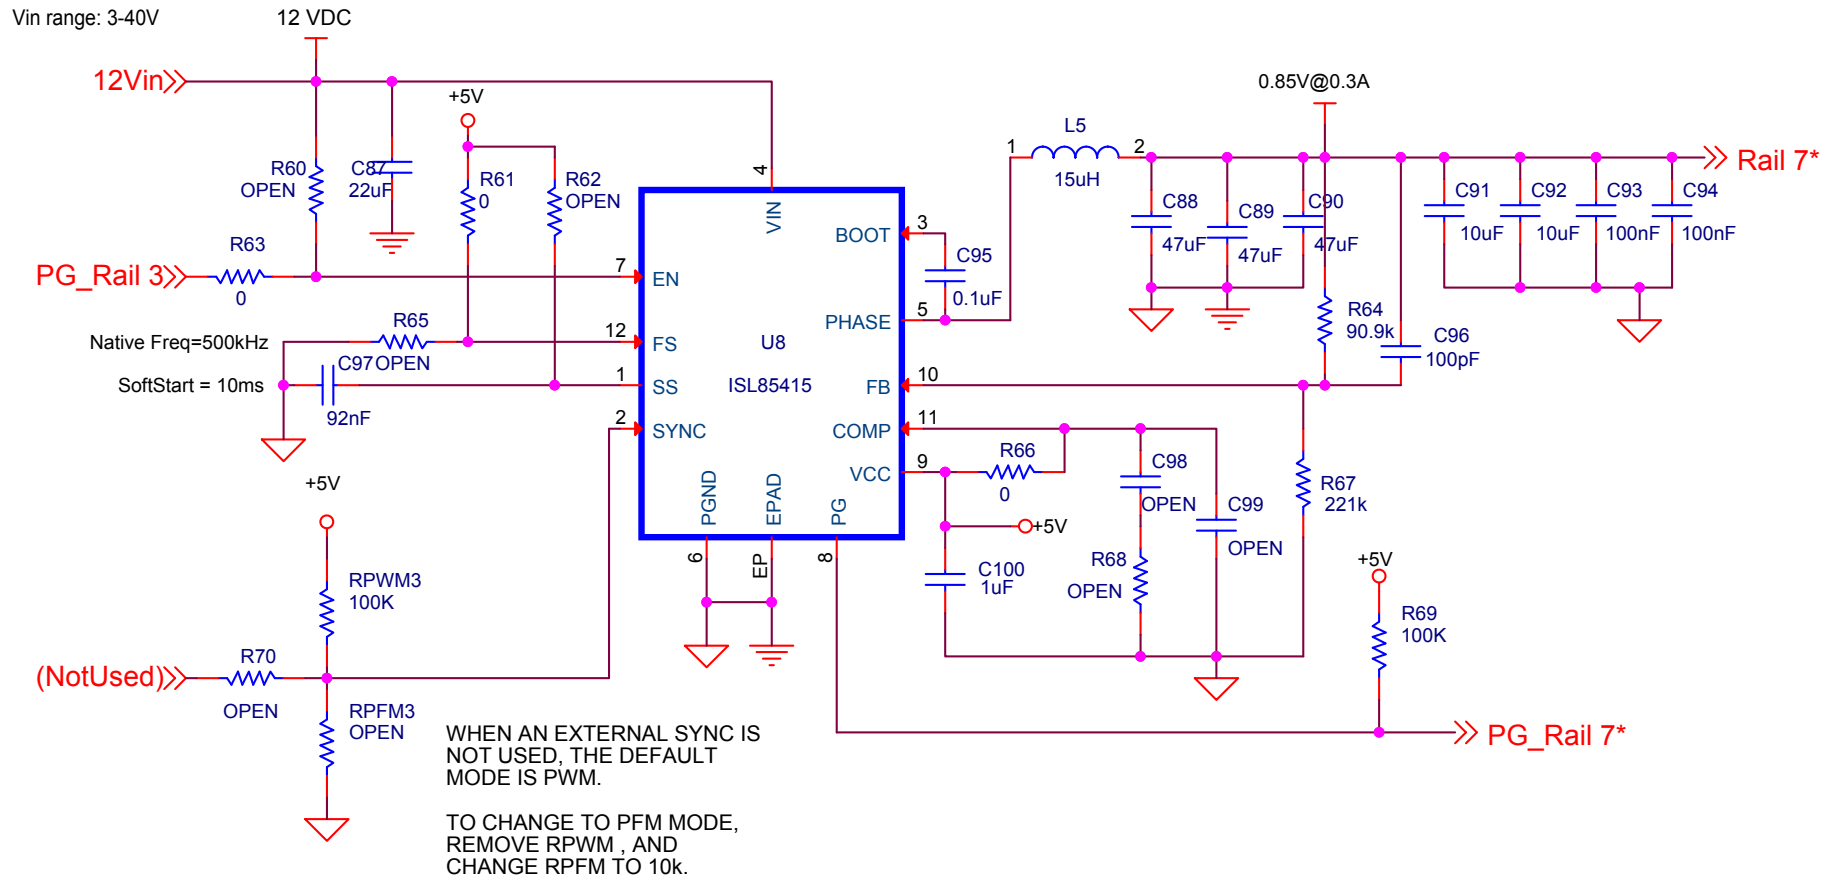 Vin range: 3-40V
12 VDC
12Vin
+5V
0.85V@0.3A
L5
1
2
15uH
Rail 7*
R60
OPEN
C87
22uF
R61
0
R62
OPEN
4
VIN
C88
47uF
C89
47uF
C90
47uF
C91
10uF
C92
10uF
C93
100nF
C94
100nF
R63
0
PG_Rail 3
7
EN
BOOT
3
C95
0.1uF
PHASE
5
R64
90.9k
C96
100pF
Native Freq=500kHz
R65
OPEN
12
FS
U8
ISL85415
SoftStart = 10ms
C97
92nF
1
SS
FB
10
2
SYNC
COMP
11
VCC
9
R66
0
C98
OPEN
C99
OPEN
R67
221k
PGND
EPAD
PG
6
EP
8
+5V
C100
1uF
R68
OPEN
+5V
RPWM3
100K
+5V
R69
100K
(NotUsed)
R70
OPEN
RPFM3
OPEN
PG_Rail 7*
WHEN AN EXTERNAL SYNC IS
NOT USED, THE DEFAULT
MODE IS PWM.
TO CHANGE TO PFM MODE,
REMOVE RPWM , AND
CHANGE RPFM TO 10k.